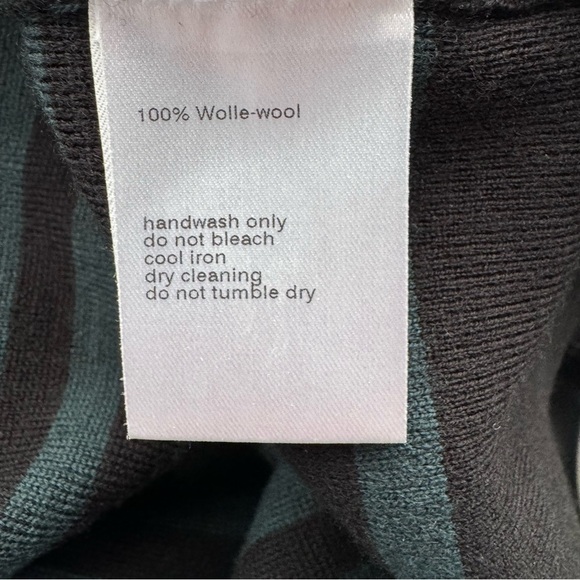 100% Wolle-wool
handwash only
do not bleach
cool iron
dry cleaning
do not tumble dry